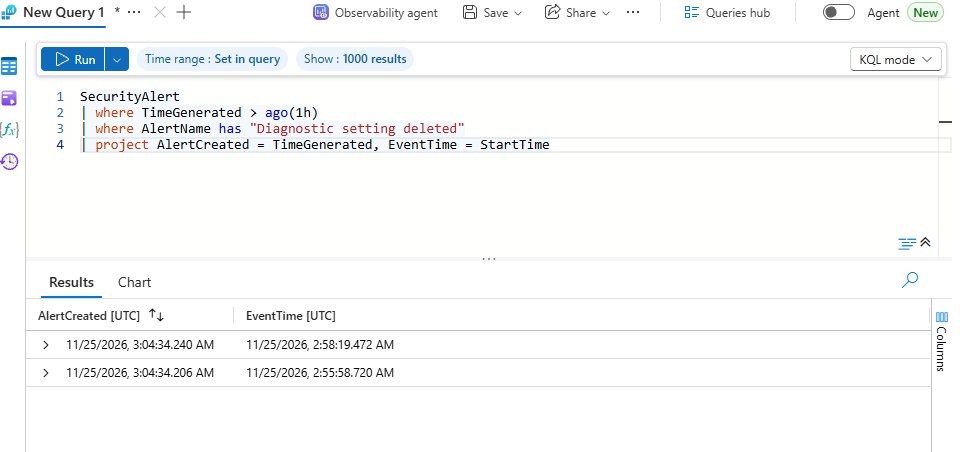 New Query 1 * ··· Observability agent Save Share ··· Queries hub Agent New
Run Time range : Set in query Show : 1000 results KQL mode
1 SecurityAlert
2 | where TimeGenerated > ago(1h)
3 | where AlertName has "Diagnostic setting deleted"
4 | project AlertCreated = TimeGenerated, EventTime = StartTime
Results Chart
AlertCreated [UTC] EventTime [UTC]
11/25/2026, 3:04:34.240 AM 11/25/2026, 2:58:19.472 AM
11/25/2026, 3:04:34.206 AM 11/25/2026, 2:55:58.720 AM
Columns